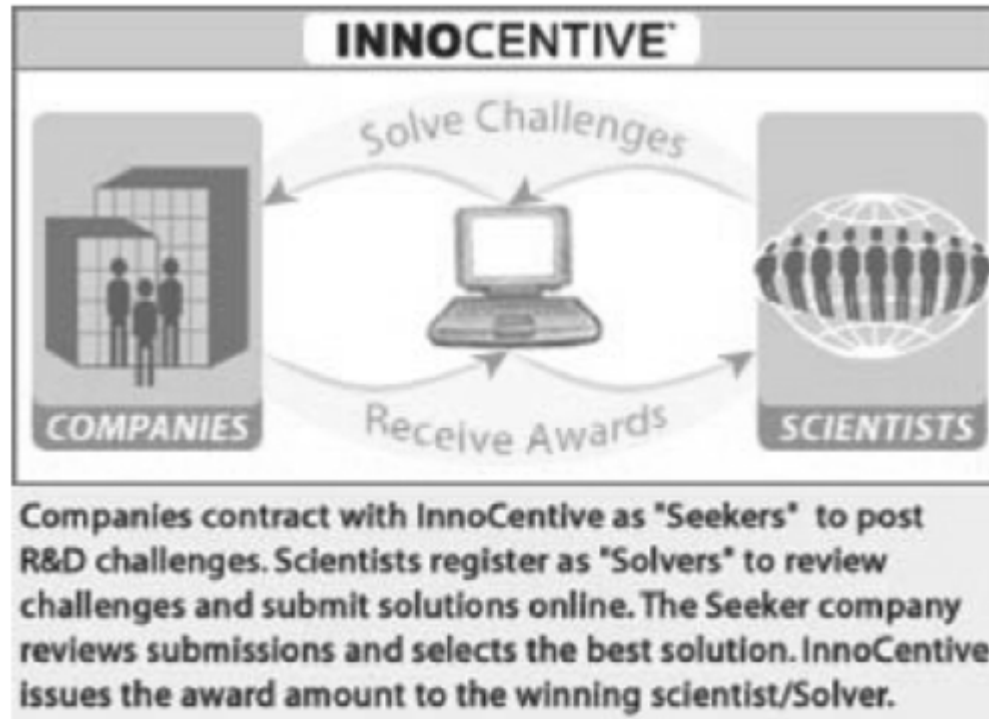 INNOCENTIVE
Solve Challenges
COMPANIES
SCIENTISTS
Receive Awards
Companies contract with InnoCentive as "Seekers" to post
R&D challenges. Scientists register as "Solvers" to review
challenges and submit solutions online. The Seeker company
reviews submissions and selects the best solution. InnoCentive
issues the award amount to the winning scientist/Solver.